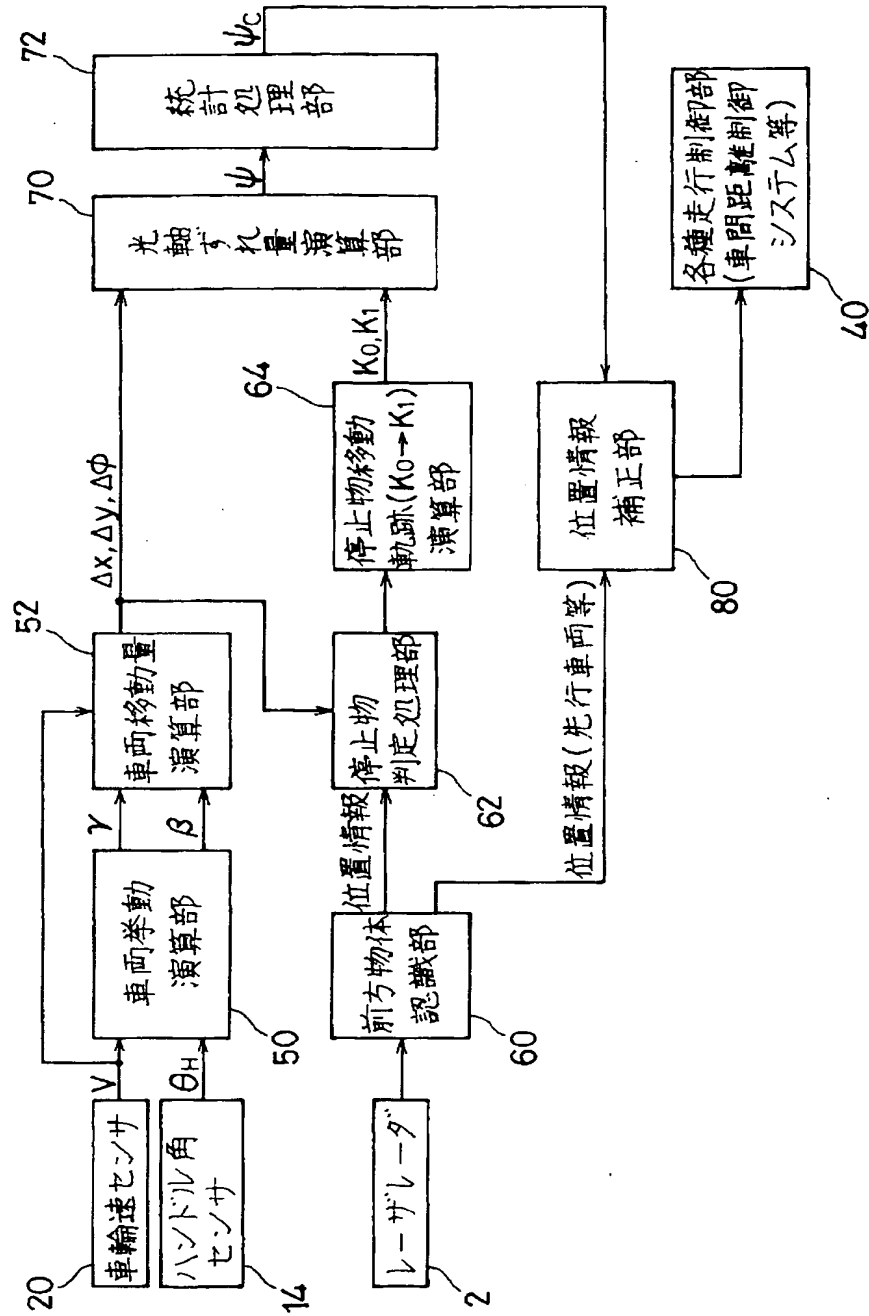 20
車輪速センサ
V
14
ハンドル角
センサ
θH
50
車両挙動
演算部
γ
β
52
車両移動量
演算部
Δx,Δy,Δφ
2
レーザレーダ
60
前方物体
認識部
位置情報
62
停止物
判定処理部
64
停止物移動
軌跡(K0→K1)
演算部
K0,K1
70
光軸ずれ量演算部
ψ
72
統計処理部
ψC
位置情報(先行車両等)
80
位置情報
補正部
40
各種走行制御部
(車間距離制御
システム等)